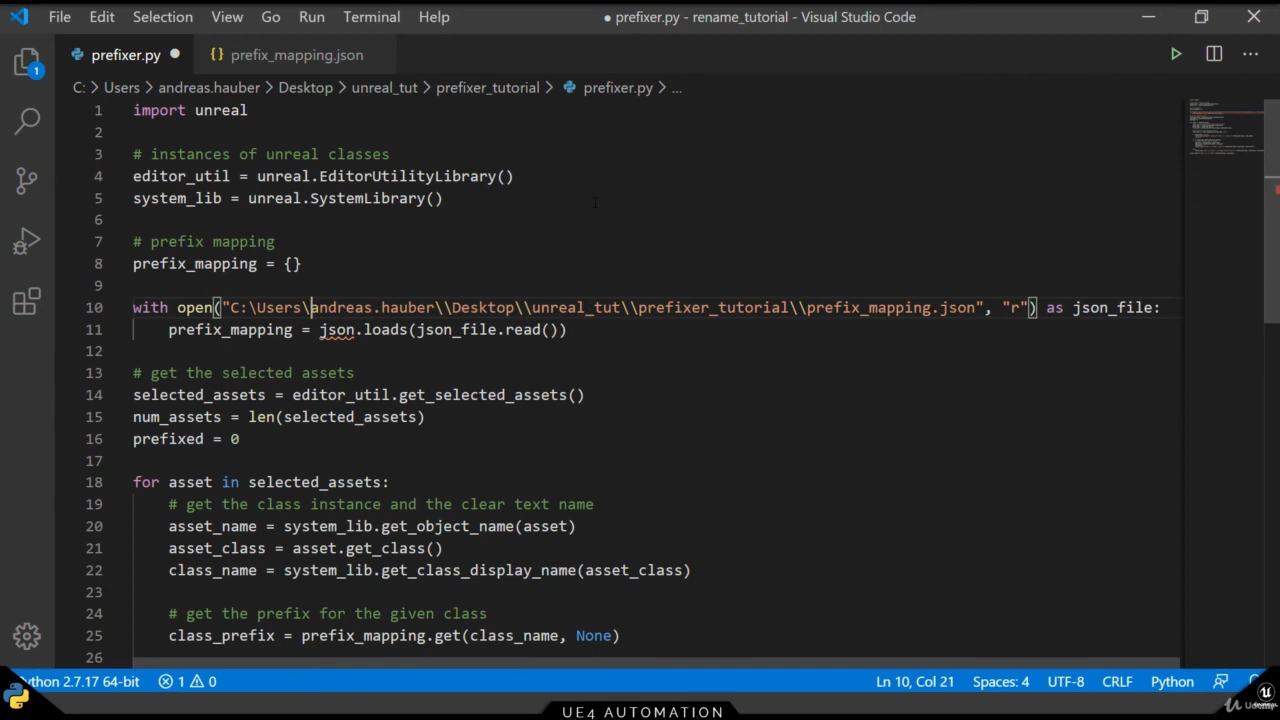 File Edit Selection View Go Run Terminal Help ● prefixer.py - rename_tutorial - Visual Studio Code
prefixer.py ● {} prefix_mapping.json
C: > Users > andreas.hauber > Desktop > unreal_tut > prefixer_tutorial > prefixer.py > ...
1
1 import unreal
2
3 # instances of unreal classes
4 editor_util = unreal.EditorUtilityLibrary()
5 system_lib = unreal.SystemLibrary()
6
7 # prefix mapping
8 prefix_mapping = {}
9
10 with open("C:\Users\andreas.hauber\\Desktop\\unreal_tut\\prefixer_tutorial\\prefix_mapping.json", "r") as json_file:
11 prefix_mapping = json.loads(json_file.read())
12
13 # get the selected assets
14 selected_assets = editor_util.get_selected_assets()
15 num_assets = len(selected_assets)
16 prefixed = 0
17
18 for asset in selected_assets:
19 # get the class instance and the clear text name
20 asset_name = system_lib.get_object_name(asset)
21 asset_class = asset.get_class()
22 class_name = system_lib.get_class_display_name(asset_class)
23
24 # get the prefix for the given class
25 class_prefix = prefix_mapping.get(class_name, None)
26
ython 2.7.17 64-bit 1 0 Ln 10, Col 21 Spaces: 4 UTF-8 CRLF Python
UE4 AUTOMATION